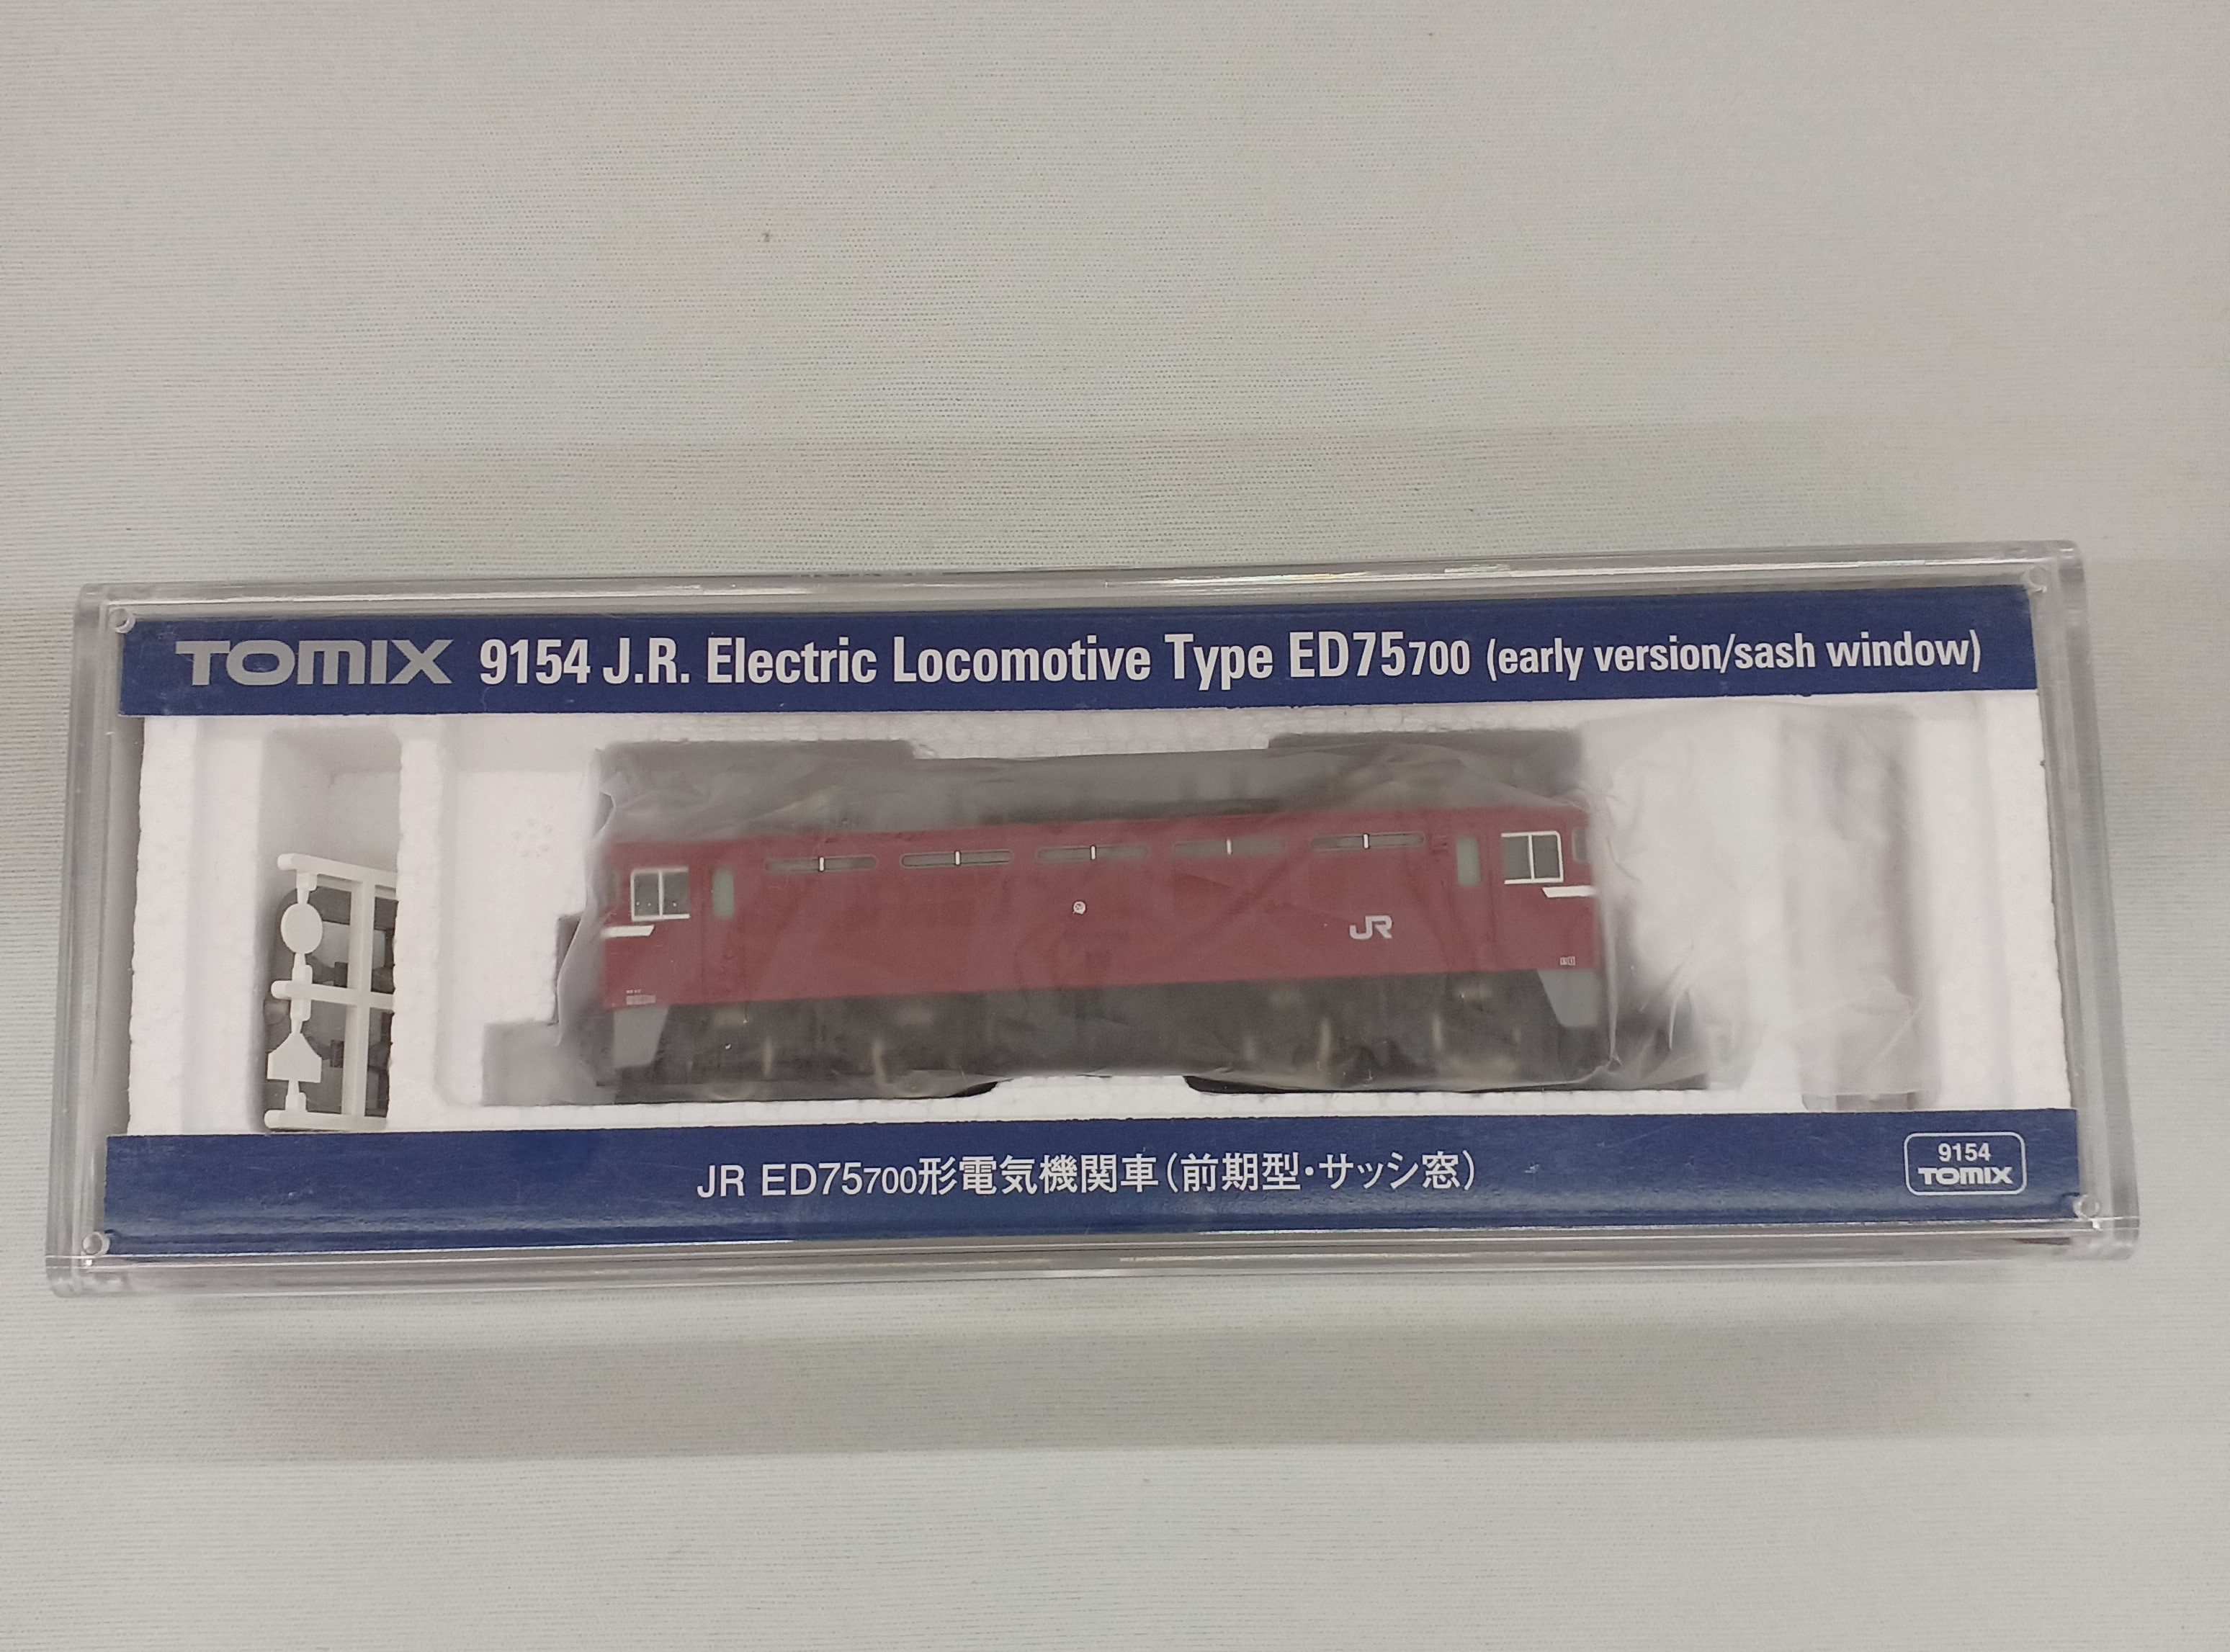 TOMIX 9154 J.R. Electric Locomotive Type ED75700 (early version/sash window)
JR
JR ED75700形電気機関車(前期型・サッシ窓)
9154
TOMIX